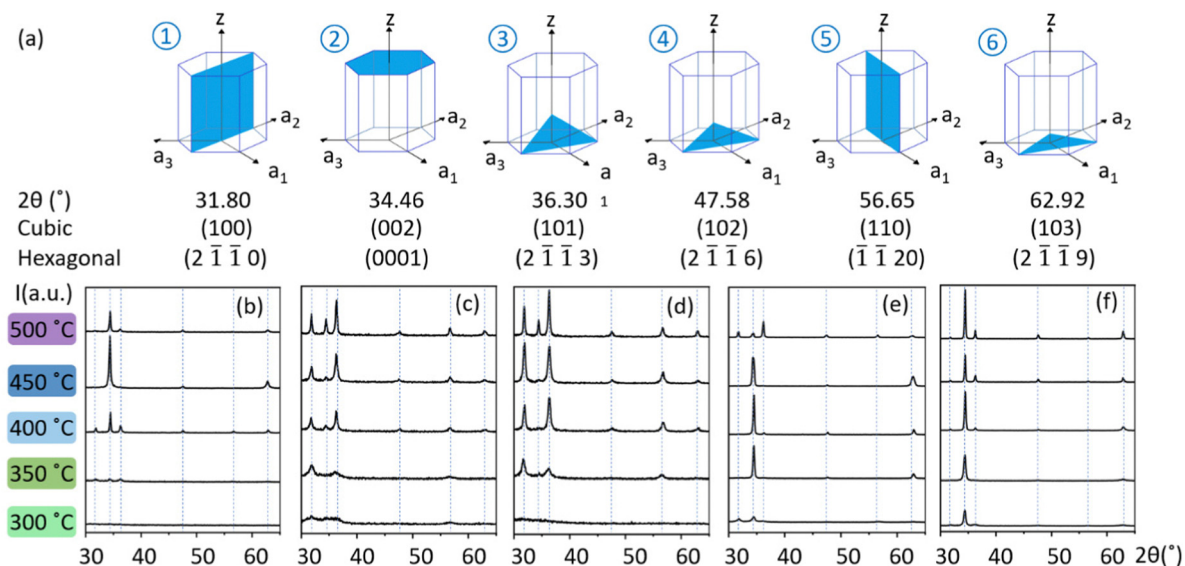 (a) 1 2 3 4 5 6
z z z z z z
a2 a2 a2 a2 a2 a2
a3 a3 a3 a3 a3 a3
a1 a1 a a1 a1 a1
2θ (˚) 31.80 34.46 36.30 1 47.58 56.65 62.92
Cubic (100) (002) (101) (102) (110) (103)
Hexagonal (2 1̅ 1̅ 0) (0001) (2 1̅ 1̅ 3) (2 1̅ 1̅ 6) (1̅ 1̅ 20) (2 1̅ 1̅ 9)
I(a.u.) (b) (c) (d) (e) (f)
500 ˚C
450 ˚C
400 ˚C
350 ˚C
300 ˚C
30 40 50 60 30 40 50 60 30 40 50 60 30 40 50 60 30 40 50 60 2θ(˚)